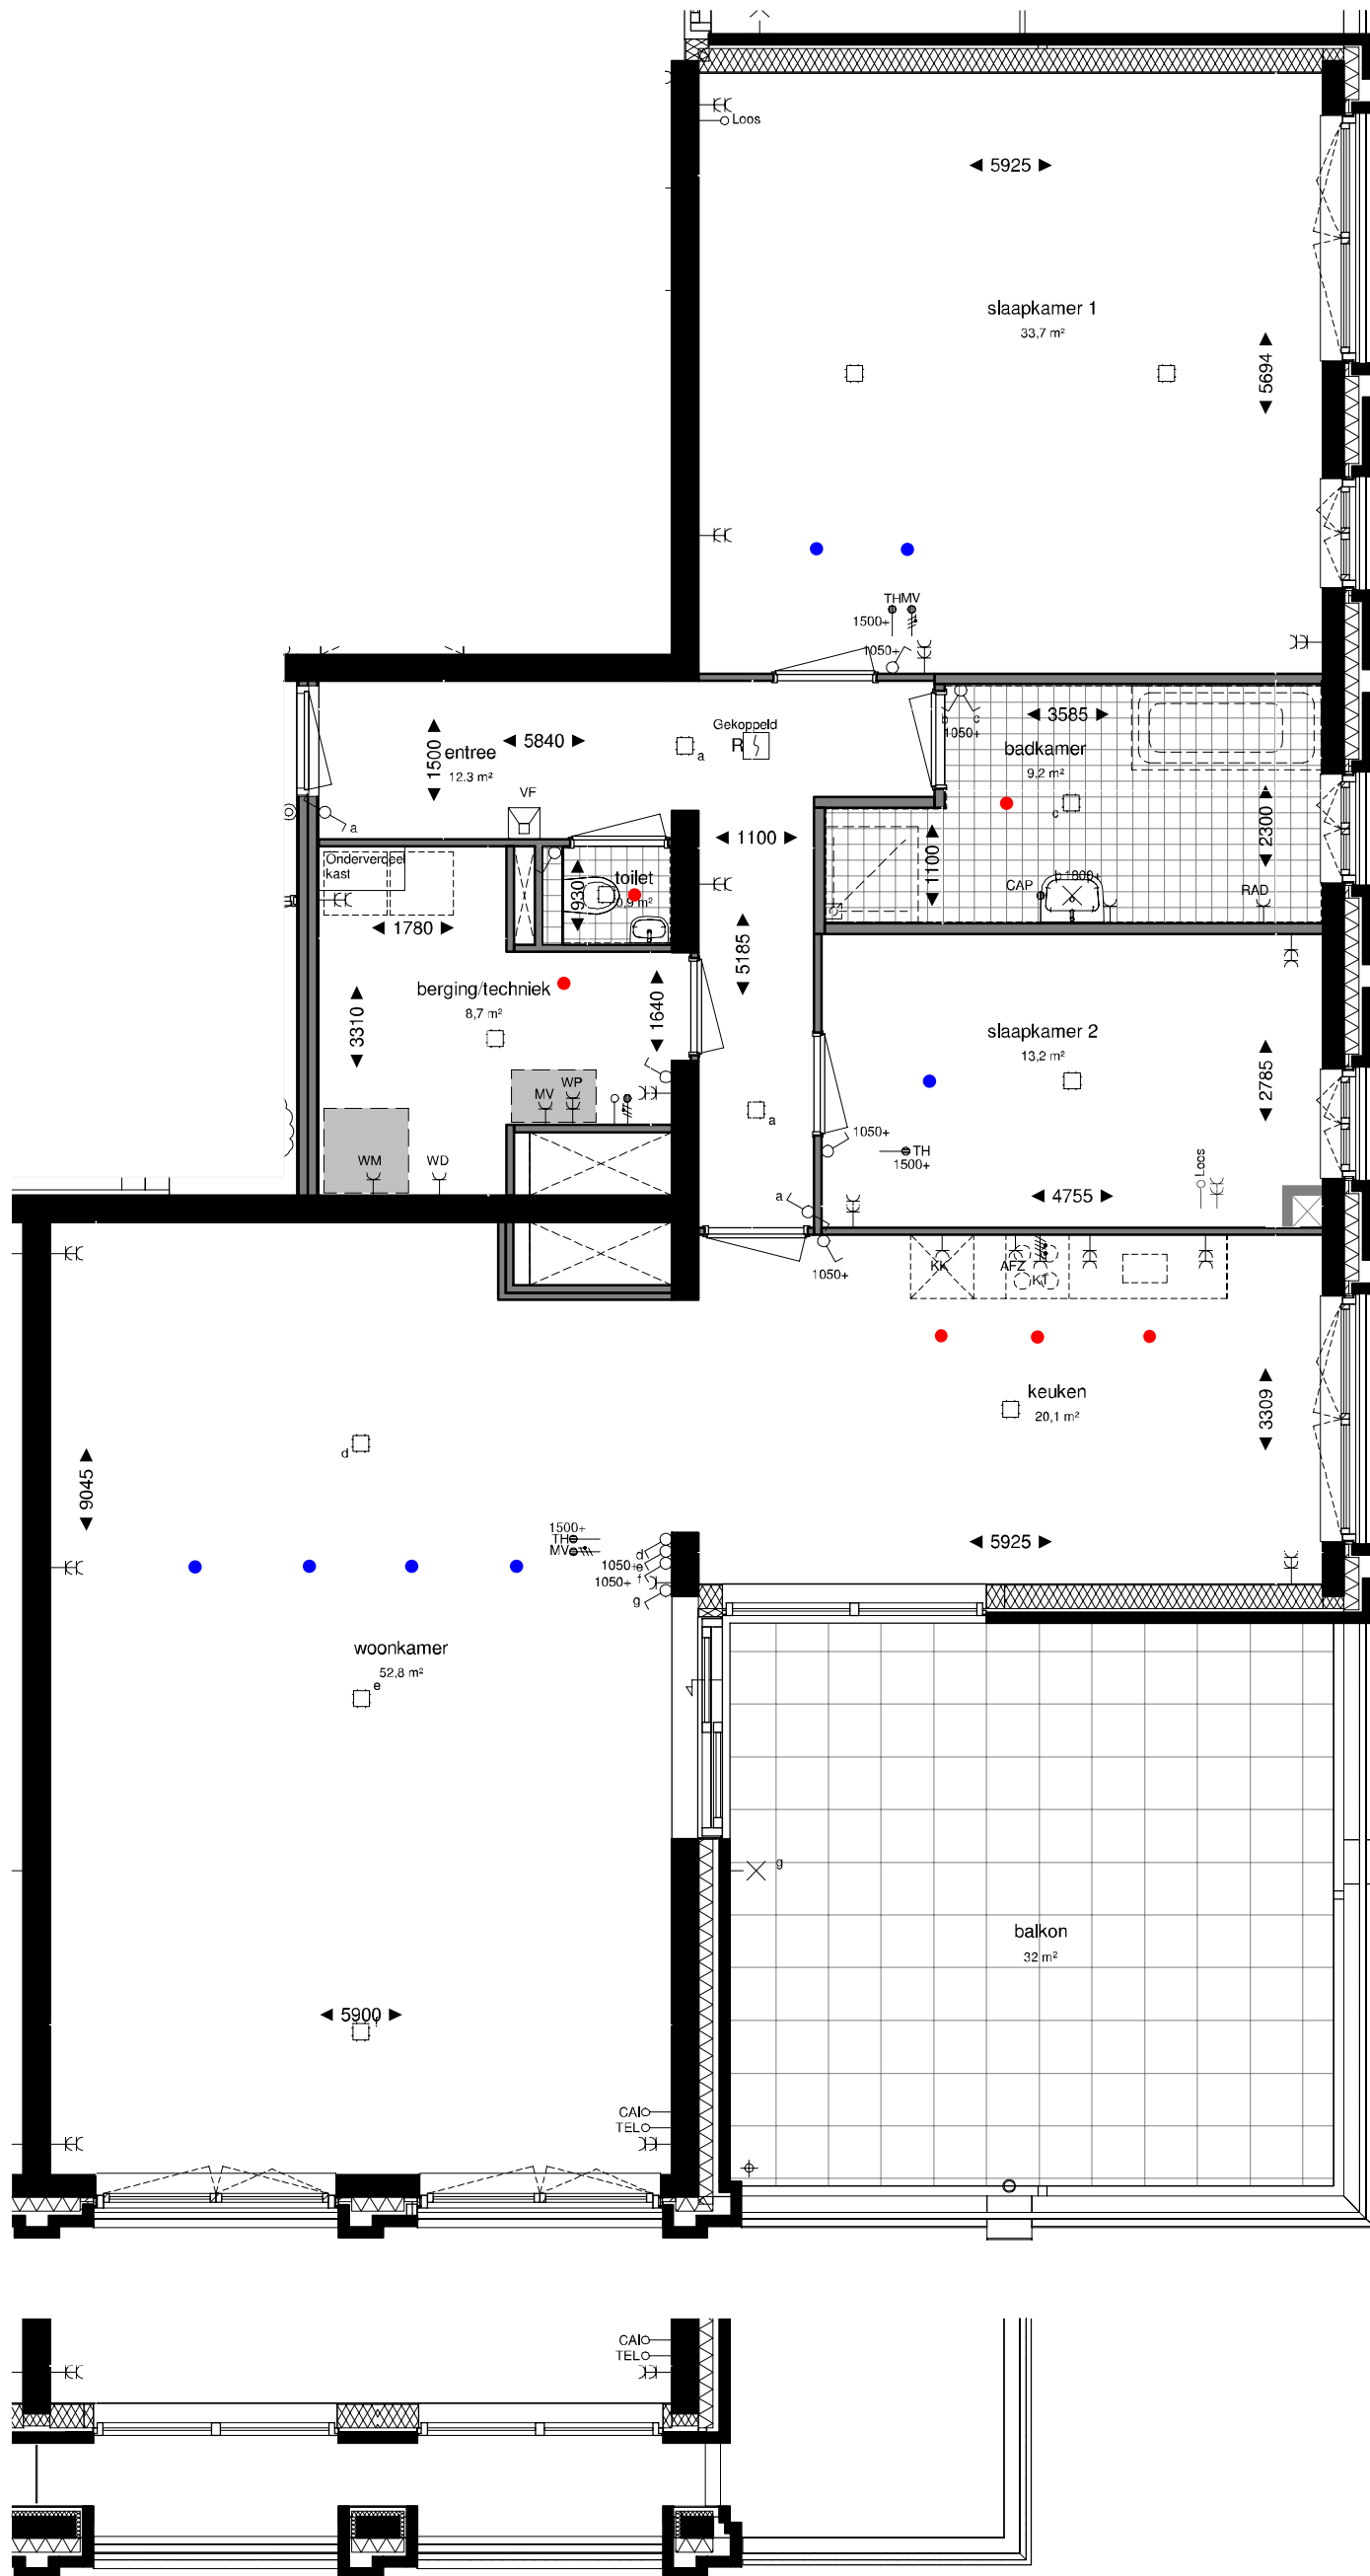 Loos
5925
slaapkamer 1
33,7 m²
5694
THMV
1500+
1050+
Gekoppeld
R
a
5840
1500
entree
12.3 m²
VF
a
b c
1050+
3585
badkamer
9,2 m²
c
2300
1100
1100
b 1800+
CAP
RAD
Onderverdeel
kast
1780
930
toilet
0,9 m²
5185
berging/techniek
8,7 m²
3310
1640
MV WP
WM
WD
slaapkamer 2
13,2 m²
2785
a
1050+
TH
1500+
Loos
4755
a
1050+
KK
AFZ
KT
keuken
20,1 m²
3309
d
9045
1500+
TH
MV
d
1050+e
f
1050+
g
5925
woonkamer
52,8 m²
e
g
balkon
32 m²
5900
f
CAI
TEL
CAI
TEL